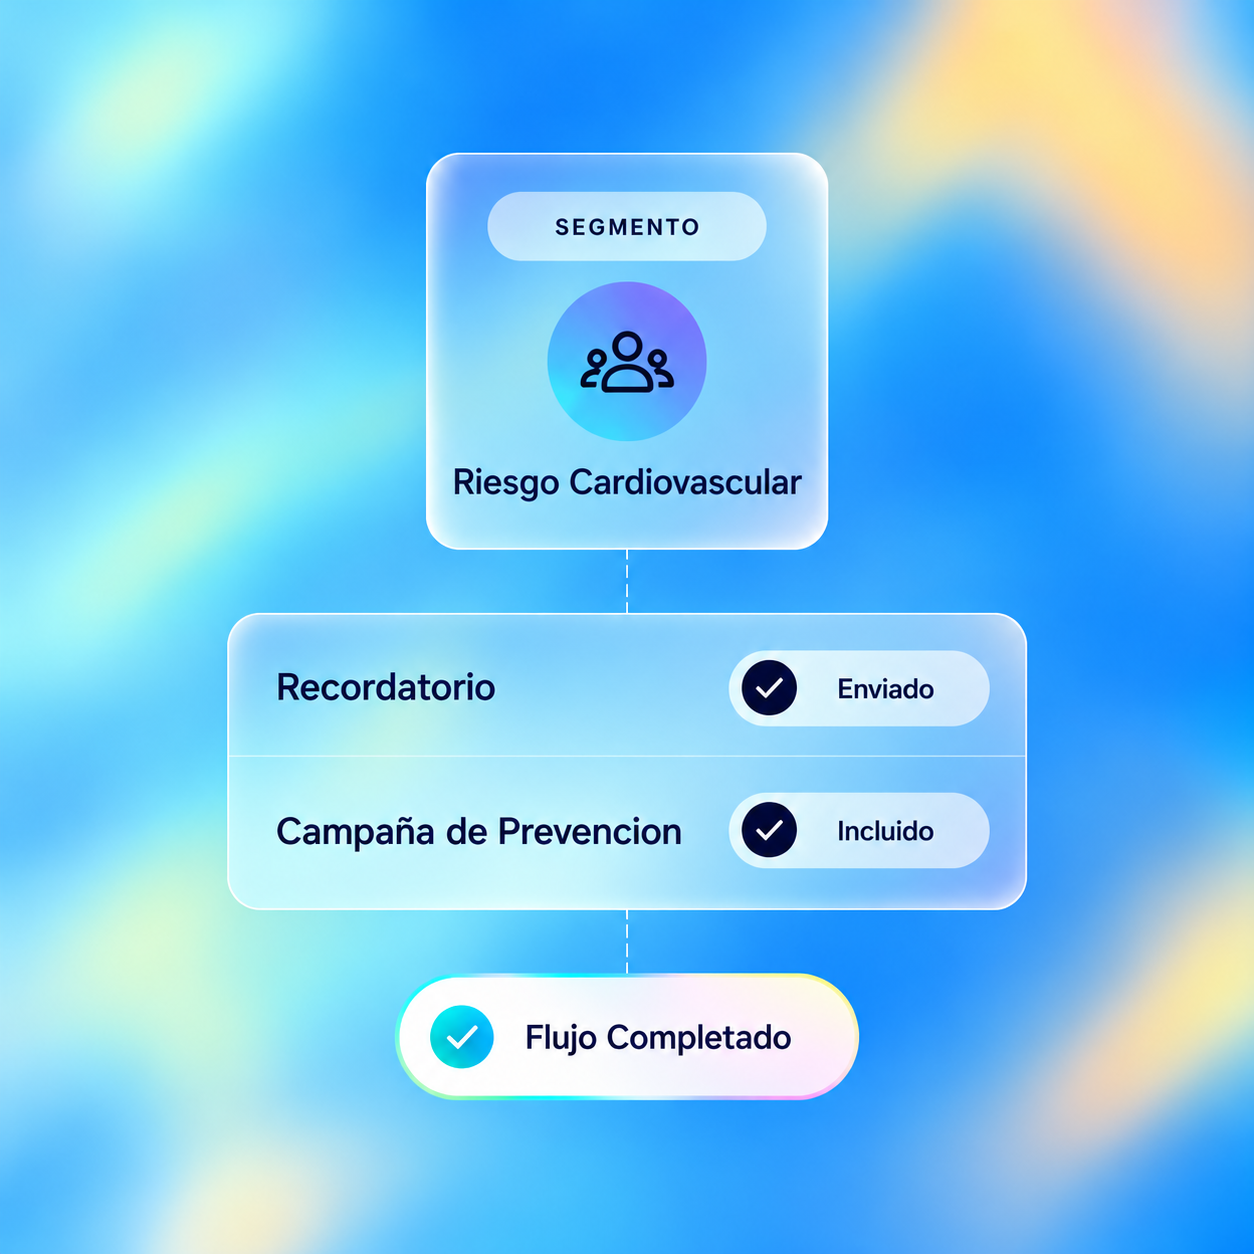 SEGMENTO
Riesgo Cardiovascular
Recordatorio
Enviado
Campaña de Prevencion
Incluido
Flujo Completado